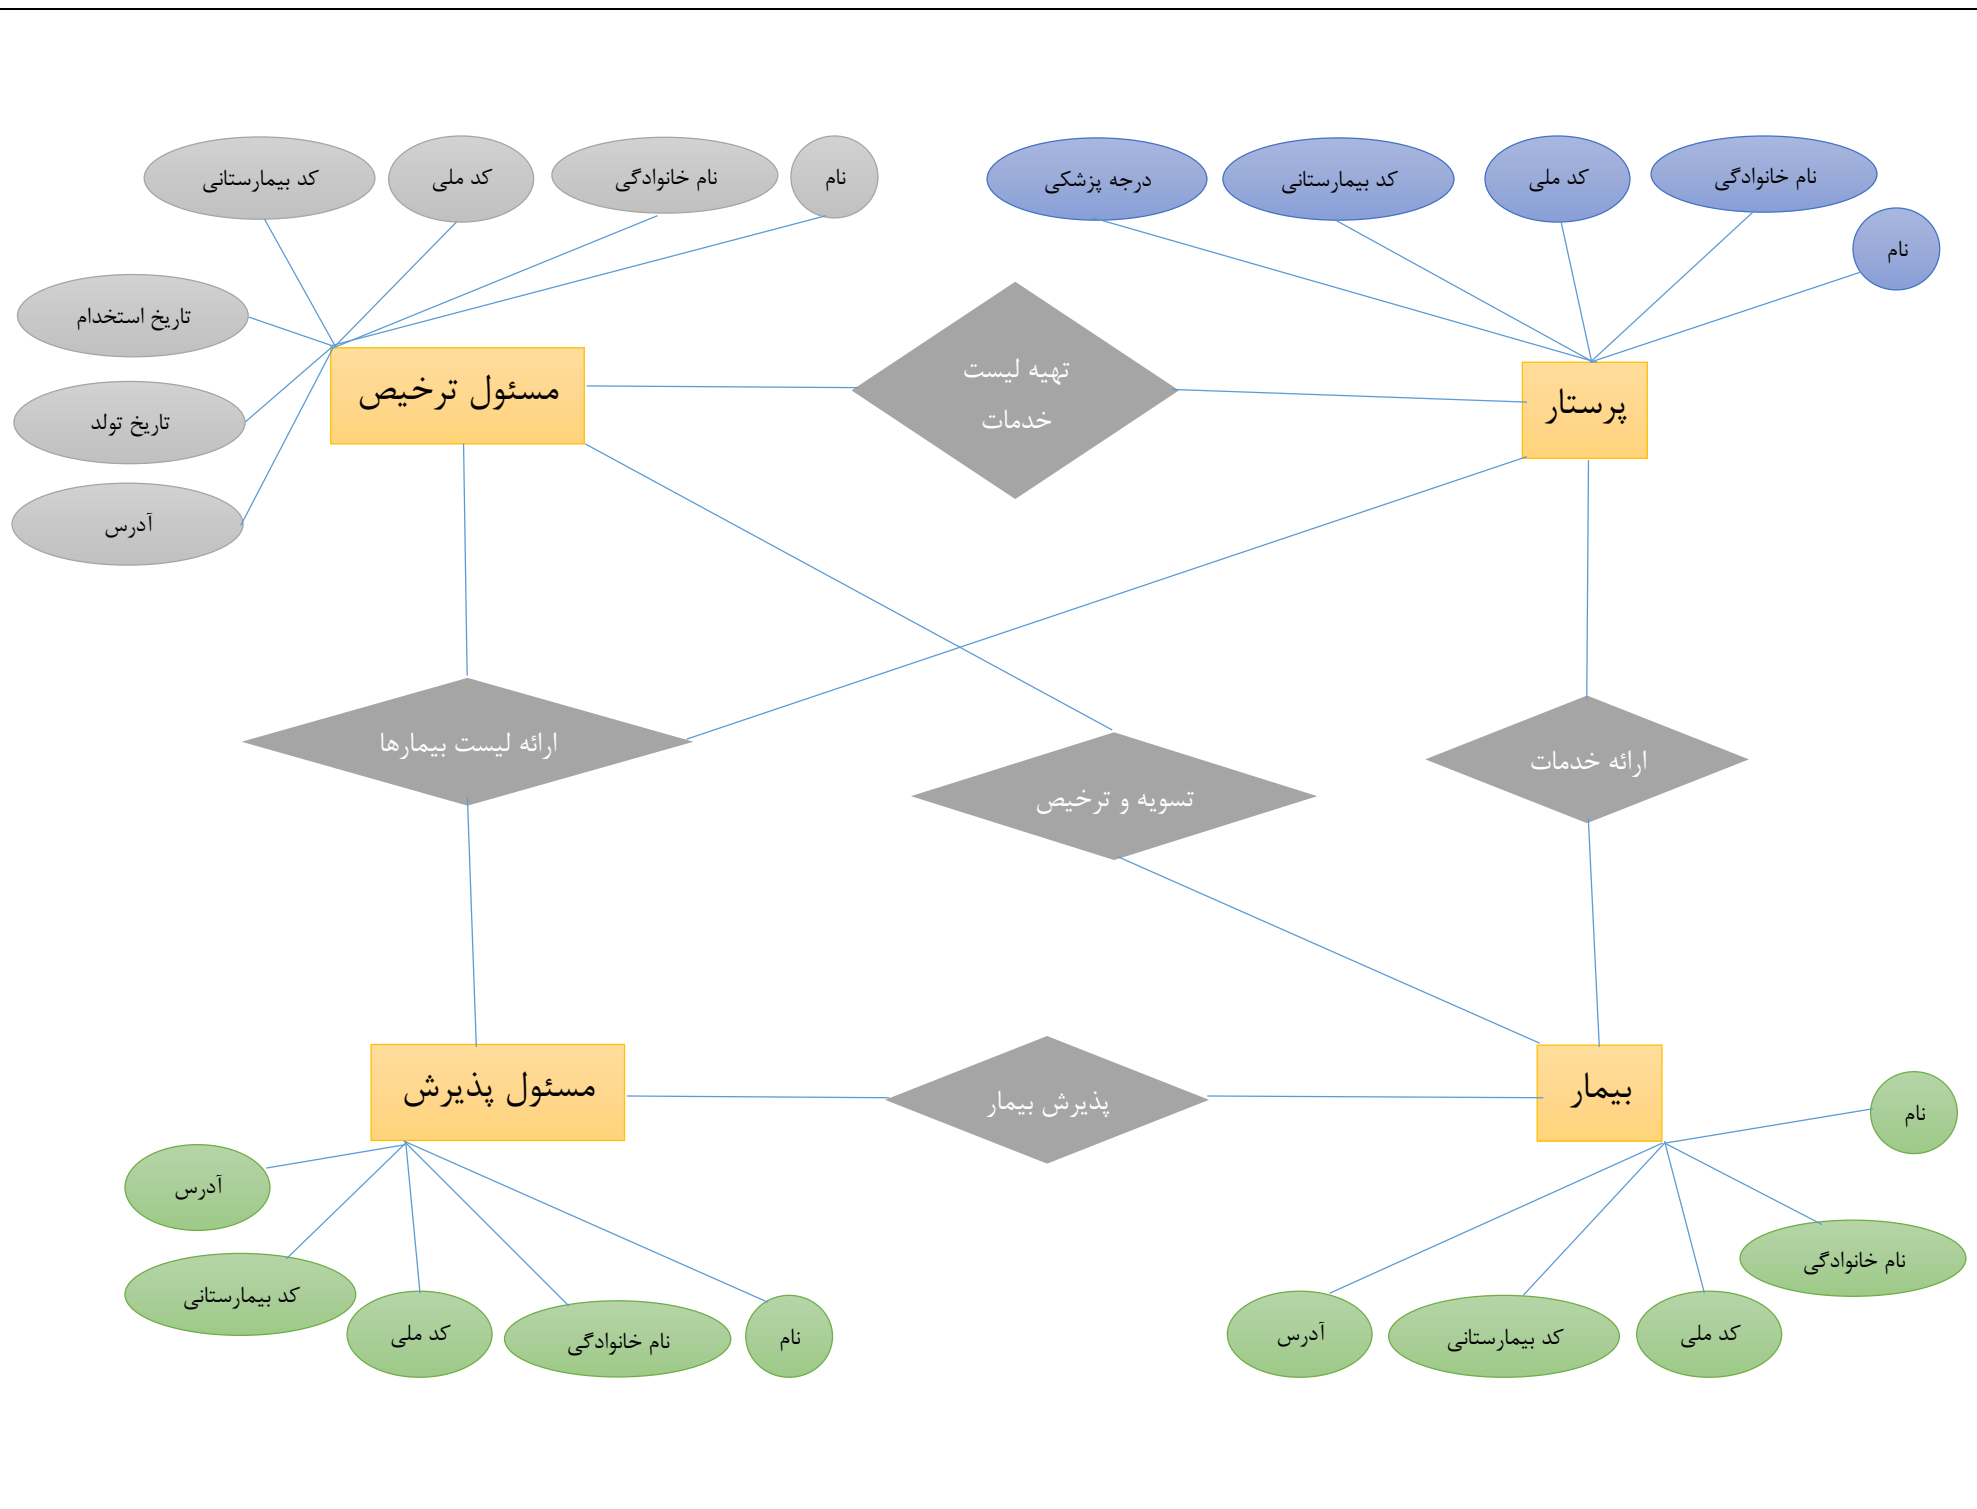 نام
نام خانوادگی
کد ملی
کد بیمارستانی
درجه پزشکی
نام
نام خانوادگی
کد ملی
کد بیمارستانی
تاریخ استخدام
تاریخ تولد
آدرس
پرستار
تهیه لیست
خدمات
مسئول ترخیص
ارائه خدمات
تسویه و ترخیص
ارائه لیست بیمارها
بیمار
پذیرش بیمار
مسئول پذیرش
نام
نام خانوادگی
کد ملی
کد بیمارستانی
آدرس
نام
نام خانوادگی
کد ملی
کد بیمارستانی
آدرس